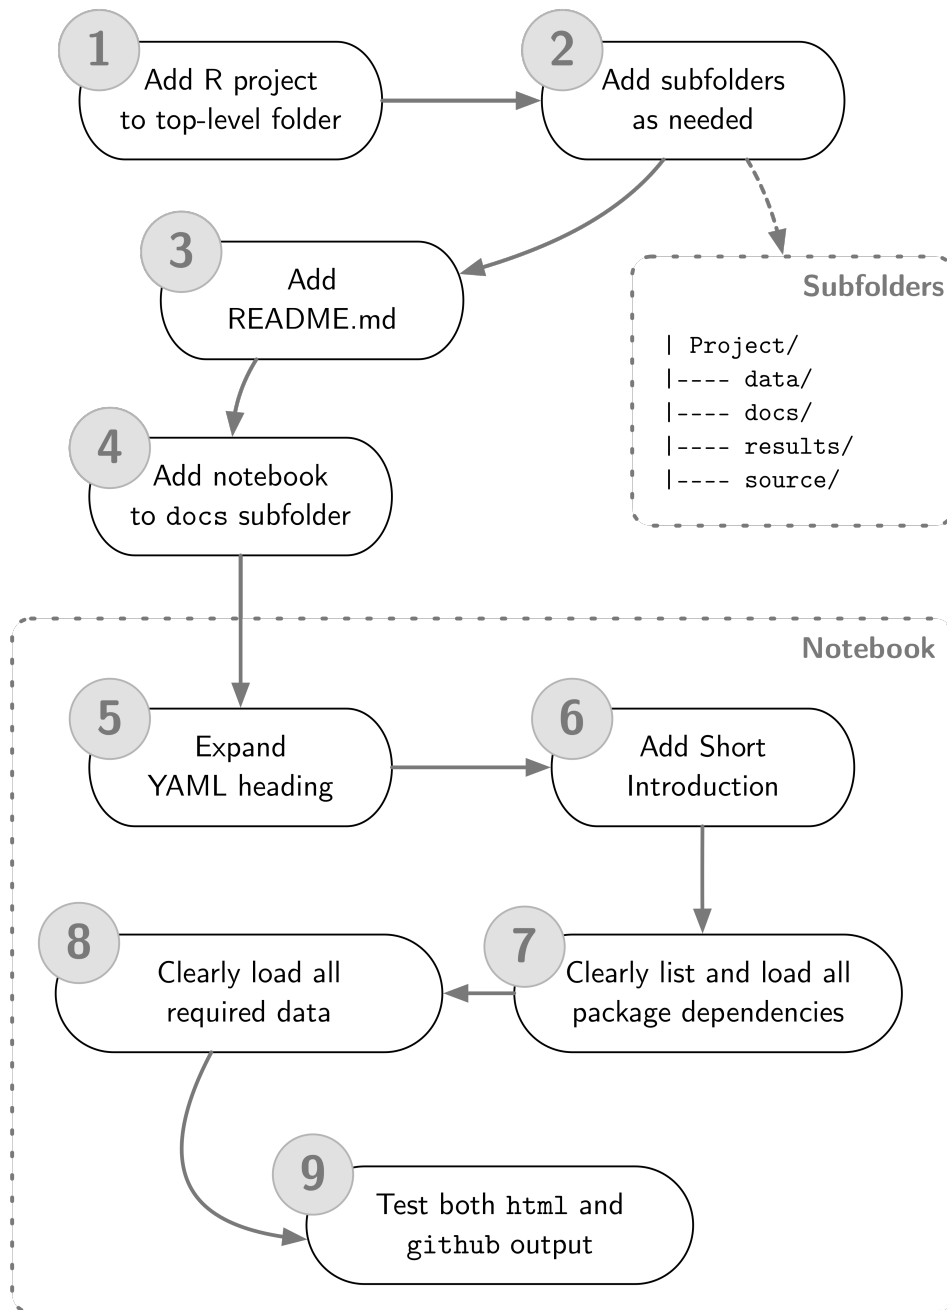 1
Add R project
to top-level folder
2
Add subfolders
as needed
3
Add
README.md
Subfolders
| Project/
|---- data/
|---- docs/
|---- results/
|---- source/
4
Add notebook
to docs subfolder
Notebook
5
Expand
YAML heading
6
Add Short
Introduction
7
Clearly list and load all
package dependencies
8
Clearly load all
required data
9
Test both html and
github output